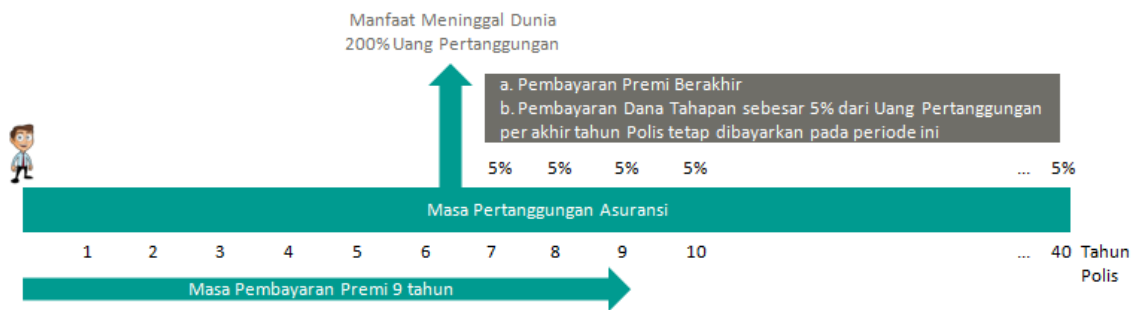 Manfaat Meninggal Dunia
200% Uang Pertanggungan
a. Pembayaran Premi Berakhir
b. Pembayaran Dana Tahapan sebesar 5% dari Uang Pertanggungan
per akhir tahun Polis tetap dibayarkan pada periode ini
5% 5% 5% 5% ... 5%
Masa Pertanggungan Asuransi
1 2 3 4 5 6 7 8 9 10 ... 40 Tahun
Polis
Masa Pembayaran Premi 9 tahun